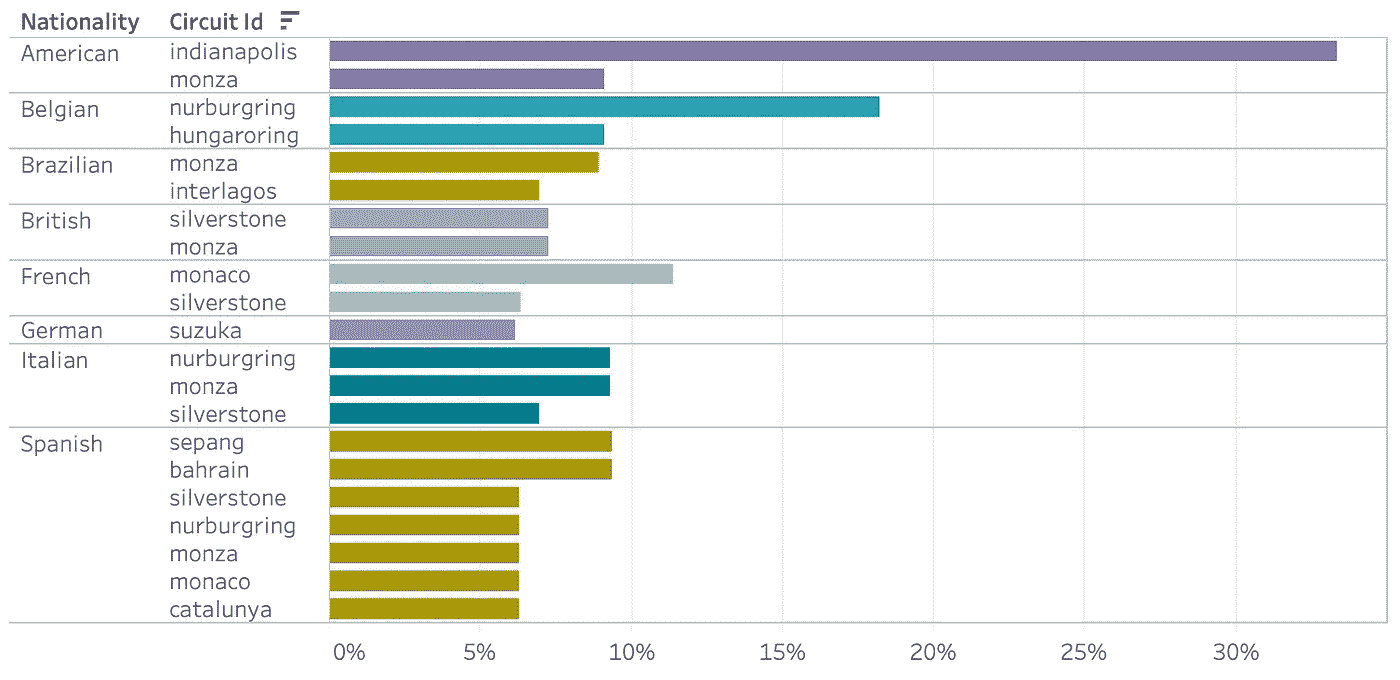 Nationality Circuit Id
American indianapolis
monza
Belgian nurburgring
hungaroring
Brazilian monza
interlagos
British silverstone
monza
French monaco
silverstone
German suzuka
Italian nurburgring
monza
silverstone
Spanish sepang
bahrain
silverstone
nurburgring
monza
monaco
catalunya
0% 5% 10% 15% 20% 25% 30%